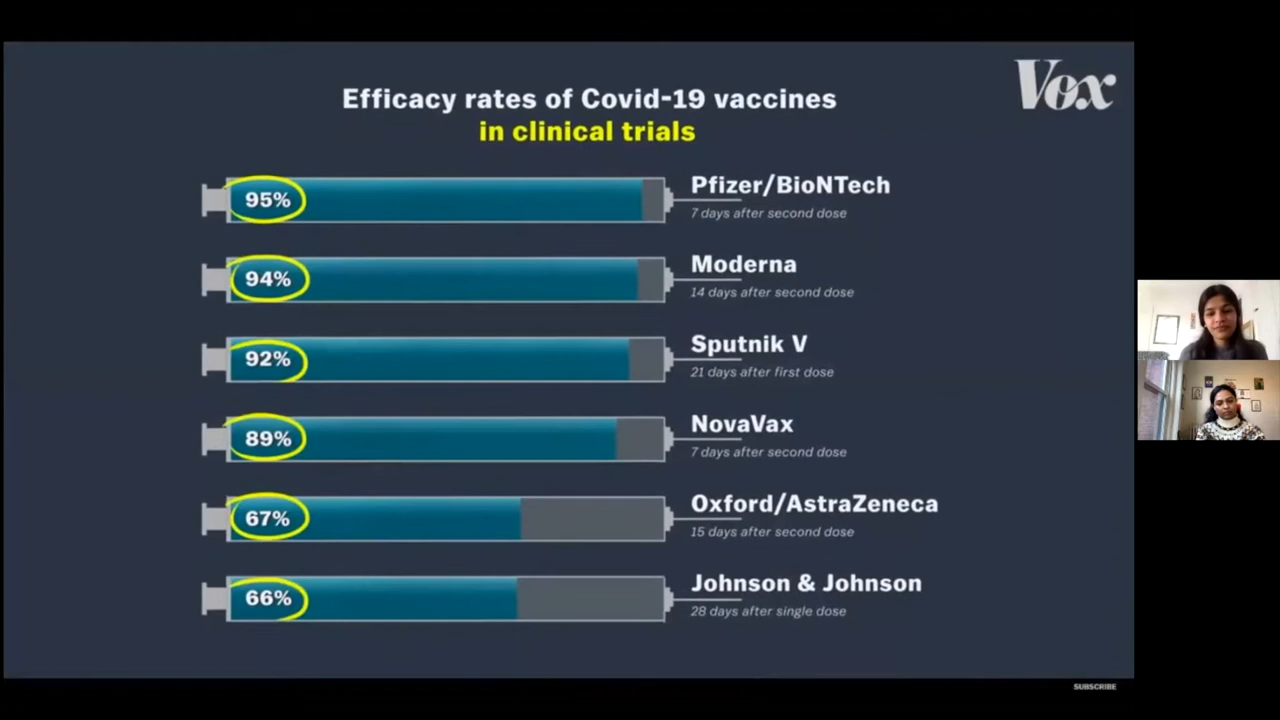 Vox
Efficacy rates of Covid-19 vaccines
in clinical trials
95%
Pfizer/BioNTech
7 days after second dose
94%
Moderna
14 days after second dose
92%
Sputnik V
21 days after first dose
89%
NovaVax
7 days after second dose
67%
Oxford/AstraZeneca
15 days after second dose
66%
Johnson & Johnson
28 days after single dose
SUBSCRIBE